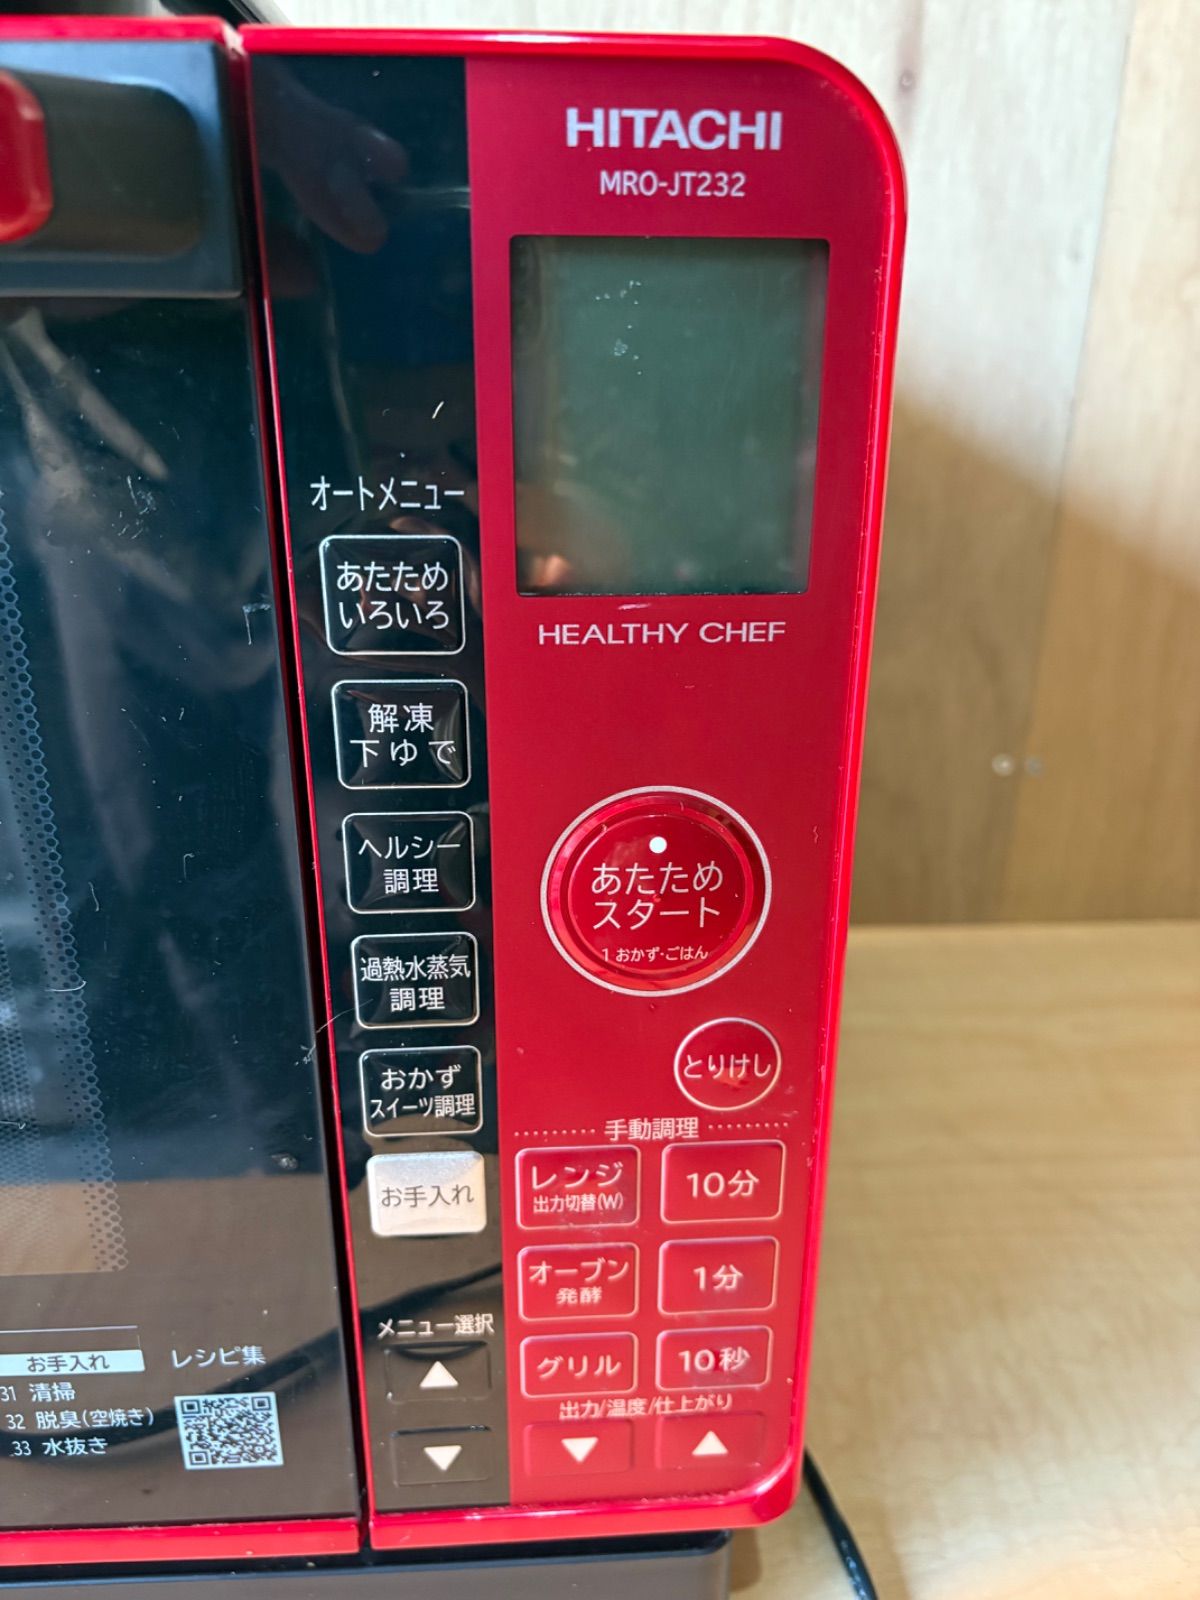 HITACHI
MRO-JT232
HEALTHY CHEF
オートメニュー
あたため
いろいろ
解凍
下ゆで
ヘルシー
調理
過熱水蒸気
調理
おかず
スイーツ調理
お手入れ
メニュー選択
▲
▼
あたため
スタート
1 おかず・ごはん
とりけし
手動調理
レンジ
出力切替(W)
10分
オーブン
発酵
1分
グリル
10秒
出力/温度/仕上がり
▼ ▲
お手入れ
31 清掃
32 脱臭(空焼き)
33 水抜き
レシピ集